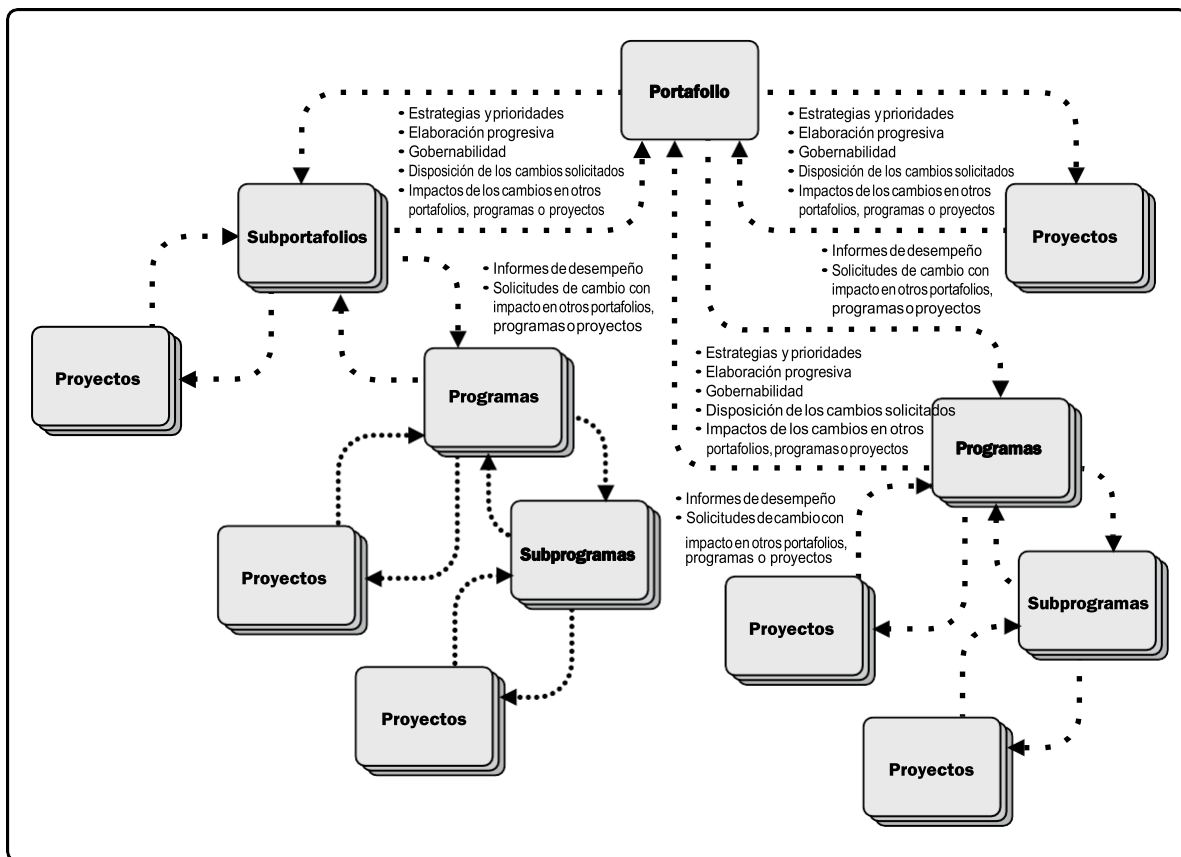 Portafolio
• Estrategias y prioridades
• Elaboración progresiva
• Gobernabilidad
• Disposición de los cambios solicitados
• Impactos de los cambios en otros
portafolios, programas o proyectos
• Estrategias y prioridades
• Elaboración progresiva
• Gobernabilidad
• Disposición de los cambios solicitados
• Impactos de los cambios en otros
portafolios, programas o proyectos
Subportafolios
Proyectos
• Informes de desempeño
• Solicitudes de cambio con
impacto en otros portafolios,
programas o proyectos
• Informes de desempeño
• Solicitudes de cambio con
impacto en otros portafolios,
programas o proyectos
Proyectos
Programas
• Estrategias y prioridades
• Elaboración progresiva
• Gobernabilidad
• Disposición de los cambios solicitados
• Impactos de los cambios en otros
portafolios, programas o proyectos
Programas
• Informes de desempeño
• Solicitudes de cambio con
impacto en otros portafolios,
programas o proyectos
Proyectos
Subprogramas
Proyectos
Subprogramas
Proyectos
Proyectos